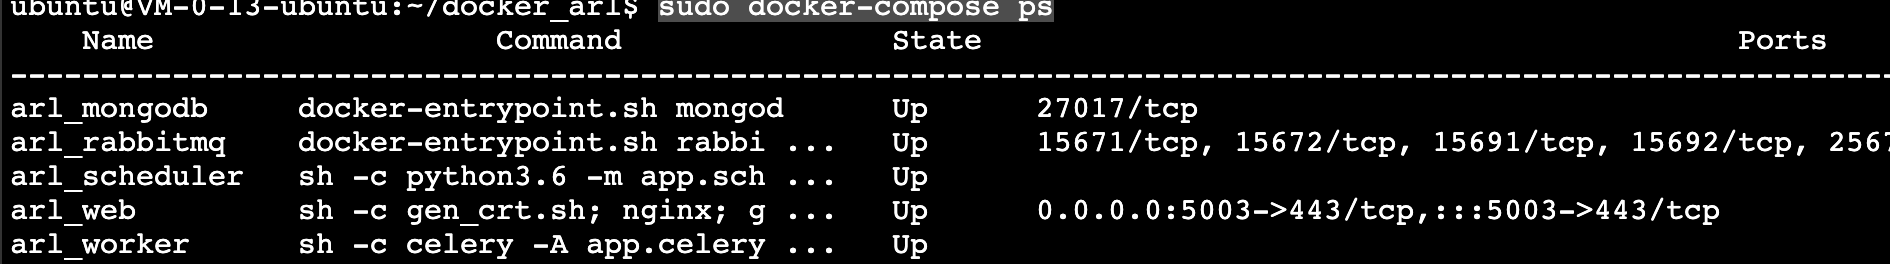 ubuntu@VM-0-13-ubuntu:~/docker_arl$ sudo docker-compose ps
Name Command State Ports
--------------------------------------------------------------------------------------------------------
arl_mongodb docker-entrypoint.sh mongod Up 27017/tcp
arl_rabbitmq docker-entrypoint.sh rabbi ... Up 15671/tcp, 15672/tcp, 15691/tcp, 15692/tcp, 2567
arl_scheduler sh -c python3.6 -m app.sch ... Up
arl_web sh -c gen_crt.sh; nginx; g ... Up 0.0.0.0:5003->443/tcp,:::5003->443/tcp
arl_worker sh -c celery -A app.celery ... Up